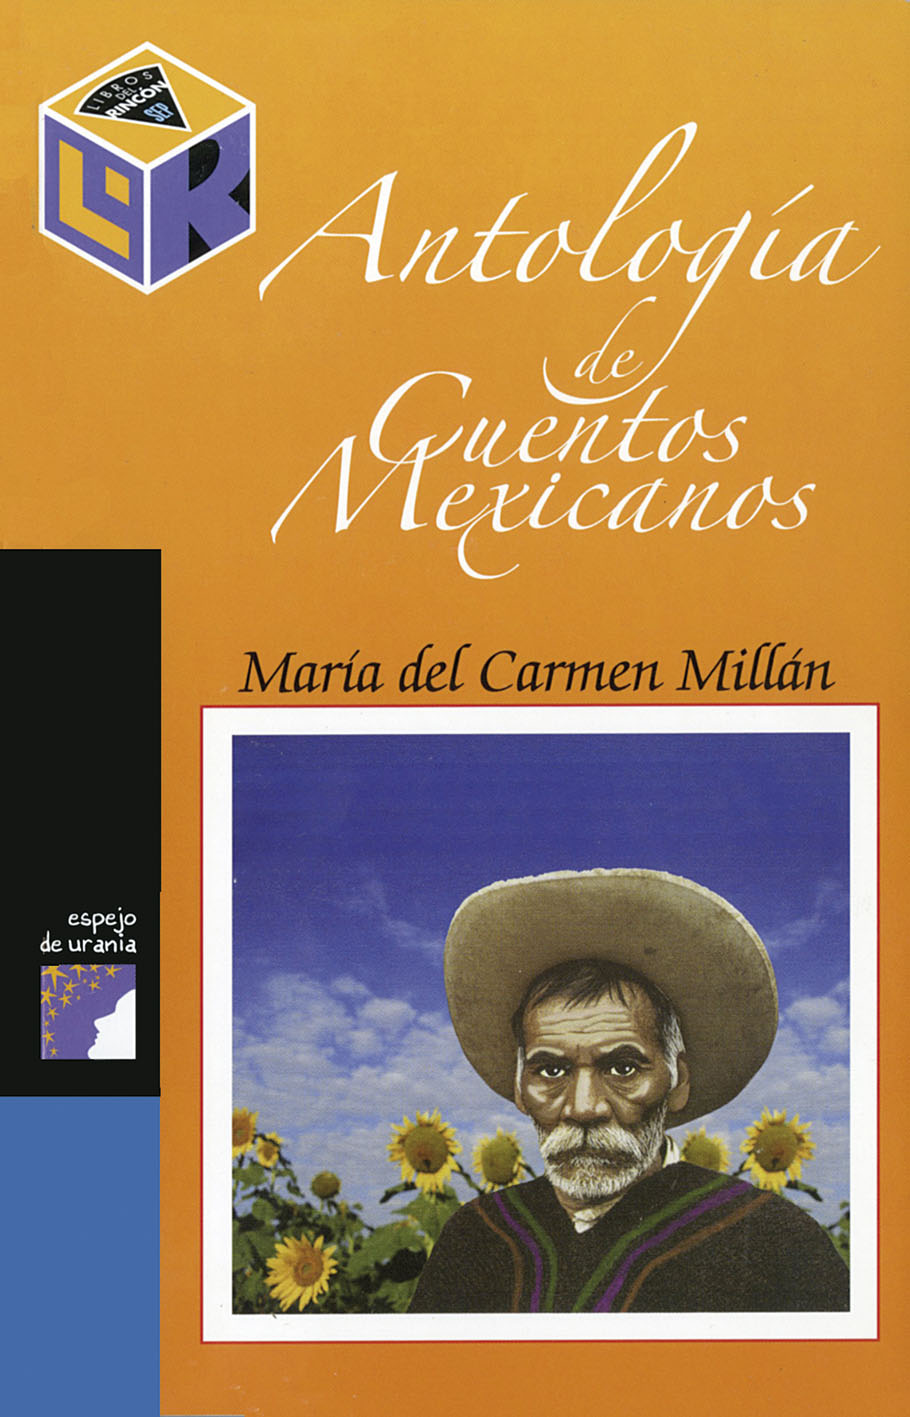 LIBROS
DEL
RINCÓN
SEP
L R
Antología
de
Cuentos
Mexicanos
María del Carmen Millán
espejo
de urania